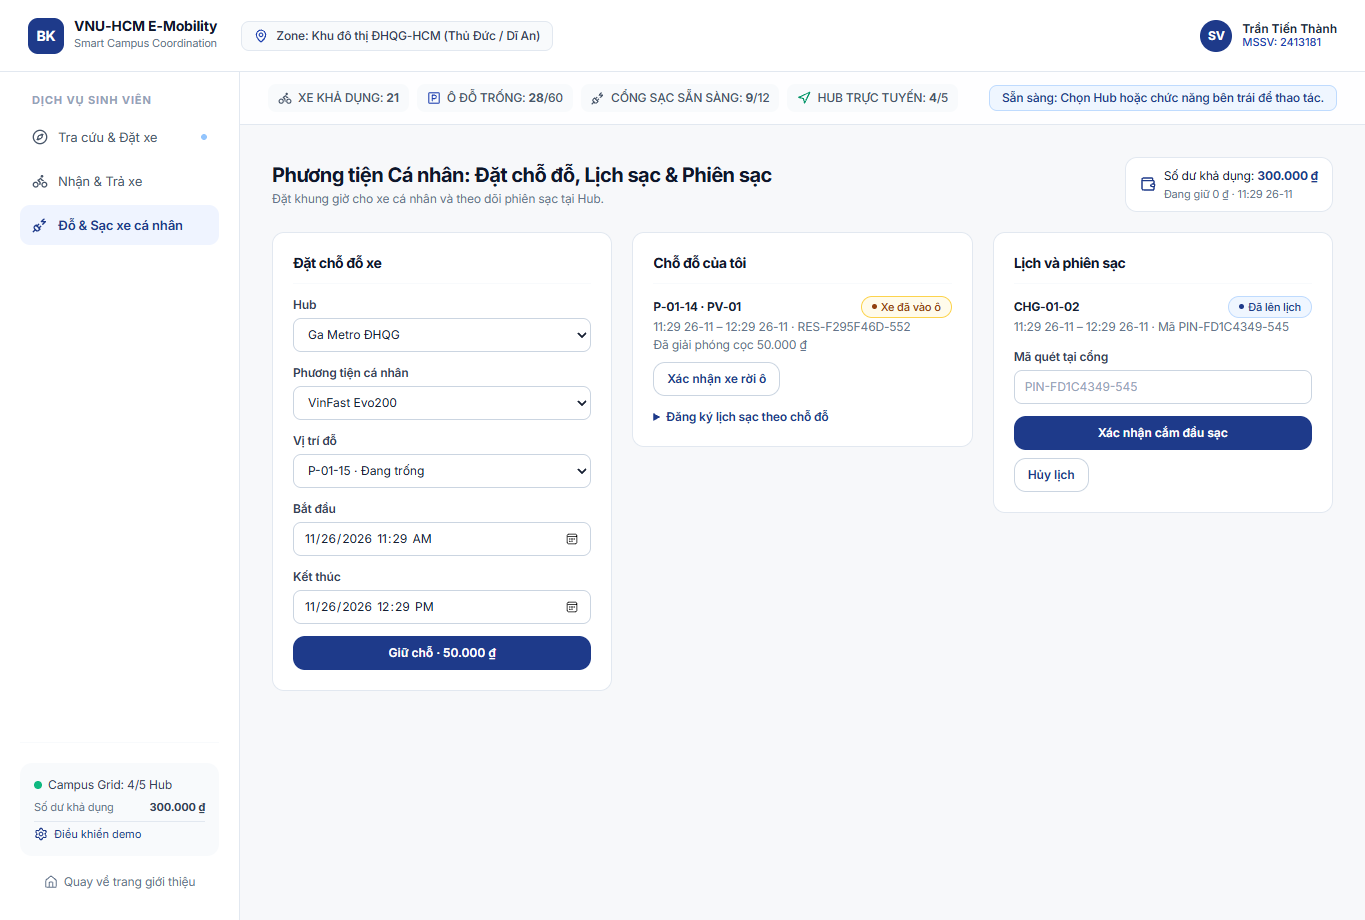 BK
VNU-HCM E-Mobility
Smart Campus Coordination
Zone: Khu đô thị ĐHQG-HCM (Thủ Đức / Dĩ An)
SV
Trần Tiến Thành
MSSV: 2413181
DỊCH VỤ SINH VIÊN
Tra cứu & Đặt xe
Nhận & Trả xe
Đỗ & Sạc xe cá nhân
XE KHẢ DỤNG: 21
Ô ĐỖ TRỐNG: 28/60
CỔNG SẠC SẴN SÀNG: 9/12
HUB TRỰC TUYẾN: 4/5
Sẵn sàng: Chọn Hub hoặc chức năng bên trái để thao tác.
Phương tiện Cá nhân: Đặt chỗ đỗ, Lịch sạc & Phiên sạc
Đặt khung giờ cho xe cá nhân và theo dõi phiên sạc tại Hub.
Số dư khả dụng: 300.000 ₫
Đang giữ 0 ₫ · 11:29 26-11
Đặt chỗ đỗ xe
Hub
Ga Metro ĐHQG
Phương tiện cá nhân
VinFast Evo200
Vị trí đỗ
P-01-15 · Đang trống
Bắt đầu
11/26/2026 11:29 AM
Kết thúc
11/26/2026 12:29 PM
Giữ chỗ · 50.000 ₫
Chỗ đỗ của tôi
P-01-14 · PV-01
Xe đã vào ô
11:29 26-11 – 12:29 26-11 · RES-F295F46D-552
Đã giải phóng cọc 50.000 ₫
Xác nhận xe rời ô
Đăng ký lịch sạc theo chỗ đỗ
Lịch và phiên sạc
CHG-01-02
Đã lên lịch
11:29 26-11 – 12:29 26-11 · Mã PIN-FD1C4349-545
Mã quét tại cổng
PIN-FD1C4349-545
Xác nhận cắm đầu sạc
Hủy lịch
Campus Grid: 4/5 Hub
Số dư khả dụng 300.000 ₫
Điều khiển demo
Quay về trang giới thiệu